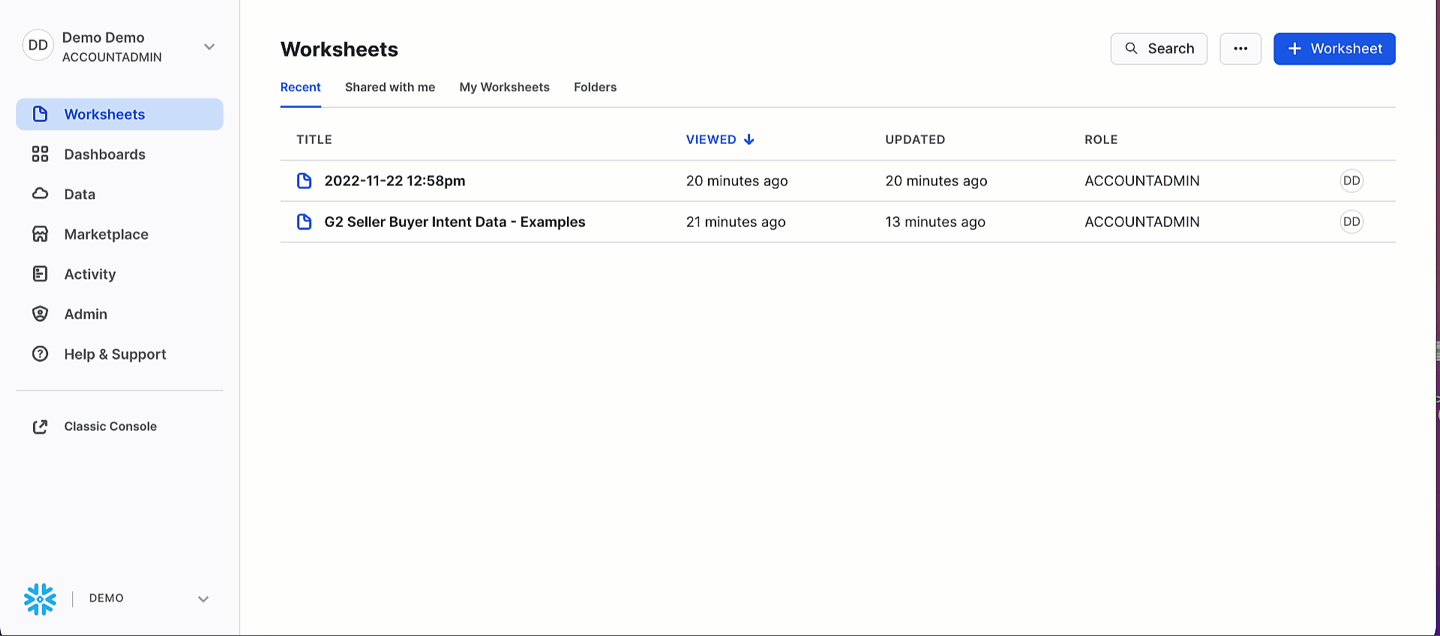 DD
Demo Demo
ACCOUNTADMIN
Worksheets
Dashboards
Data
Marketplace
Activity
Admin
Help & Support
Classic Console
DEMO
Worksheets
Search
+ Worksheet
Recent Shared with me My Worksheets Folders
TITLE VIEWED UPDATED ROLE
2022-11-22 12:58pm 20 minutes ago 20 minutes ago ACCOUNTADMIN DD
G2 Seller Buyer Intent Data - Examples 21 minutes ago 13 minutes ago ACCOUNTADMIN DD